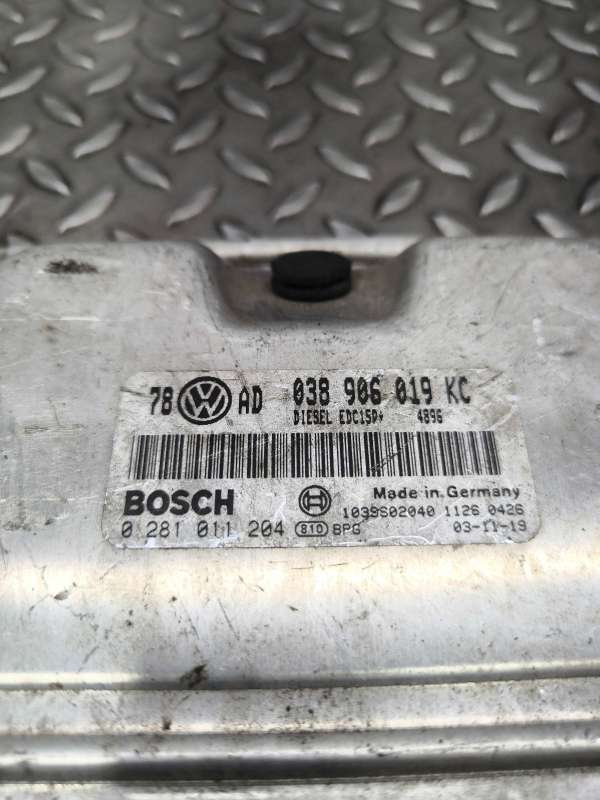 78 AD 038 906 019 KC
DIESEL EDC15P+ 4896
BOSCH
Made in Germany
1039S02040 1126 0426
0 281 011 204 810 BPG 03-11-19